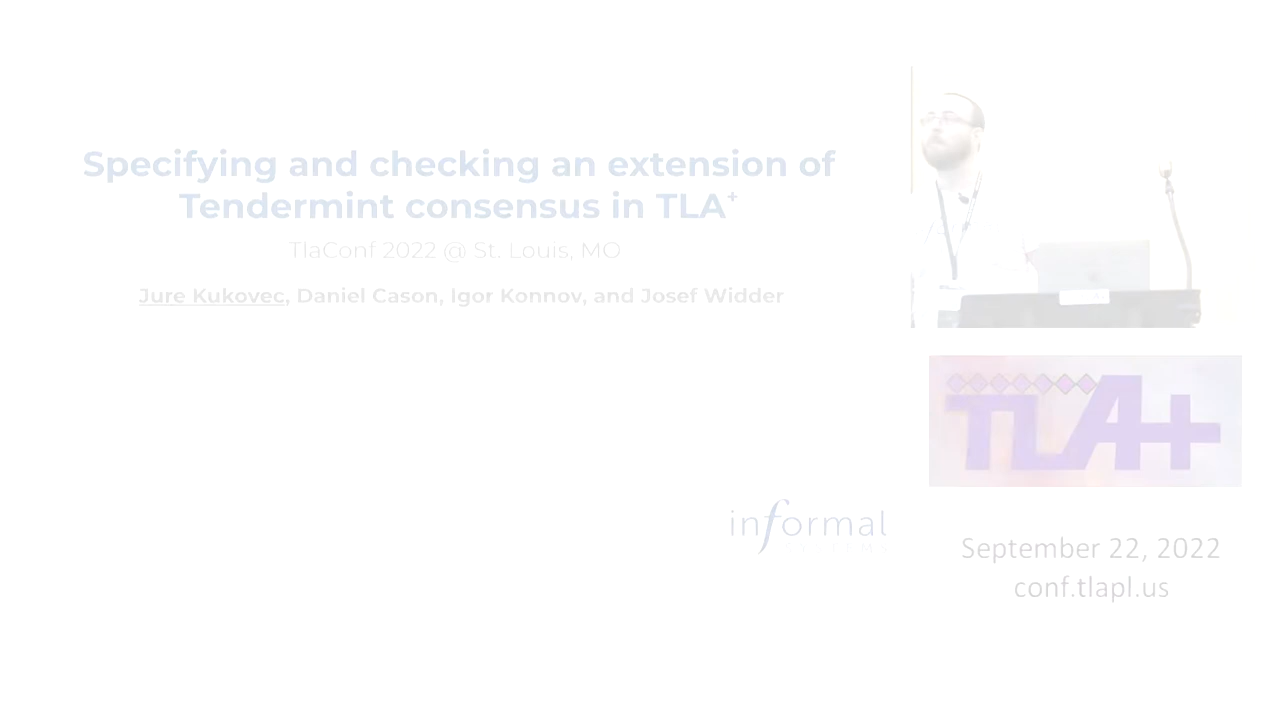 Specifying and checking an extension of
Tendermint consensus in TLA+
TlaConf 2022 @ St. Louis, MO
Jure Kukovec, Daniel Cason, Igor Konnov, and Josef Widder
informal
SYSTEMS
TLA+
September 22, 2022
conf.tlapl.us